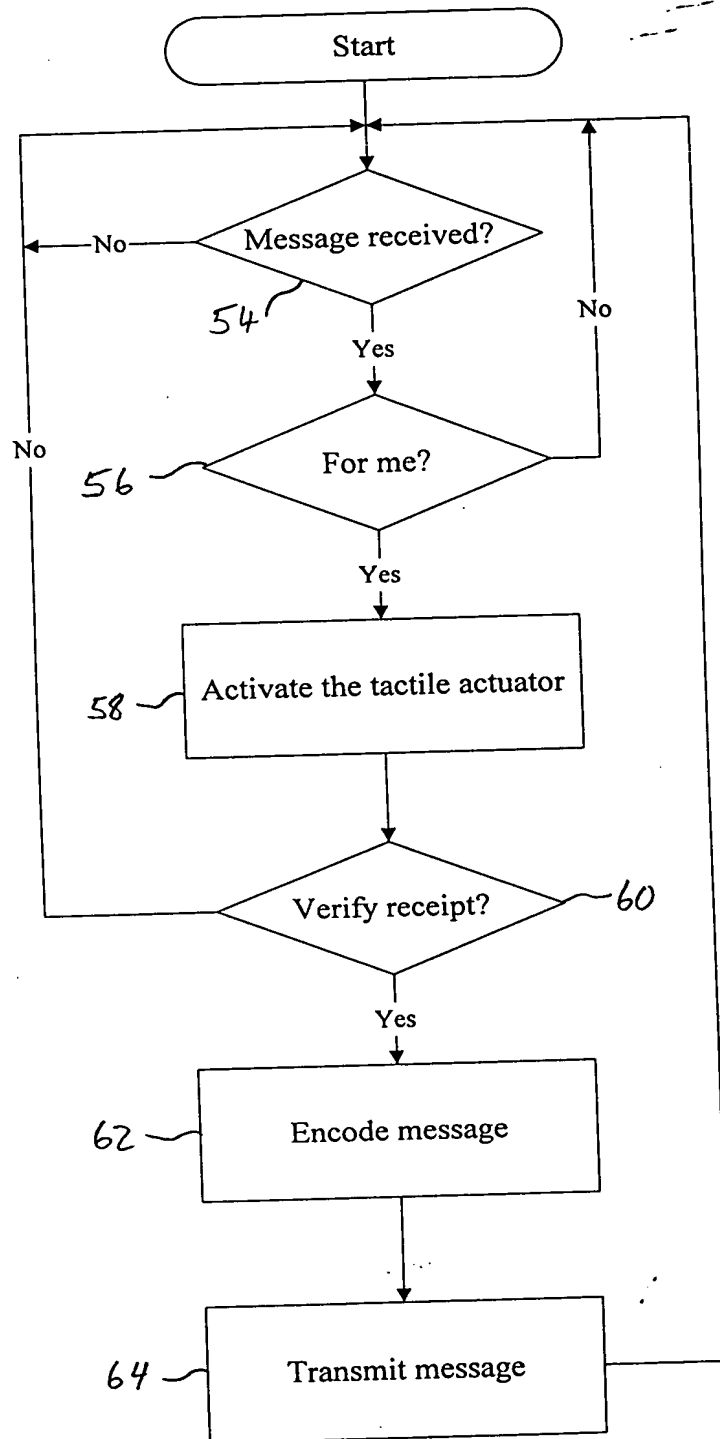 Start
Message received?
No
54
Yes
No
No
For me?
56
Yes
Activate the tactile actuator
58
Verify receipt?
60
Yes
Encode message
62
Transmit message
64